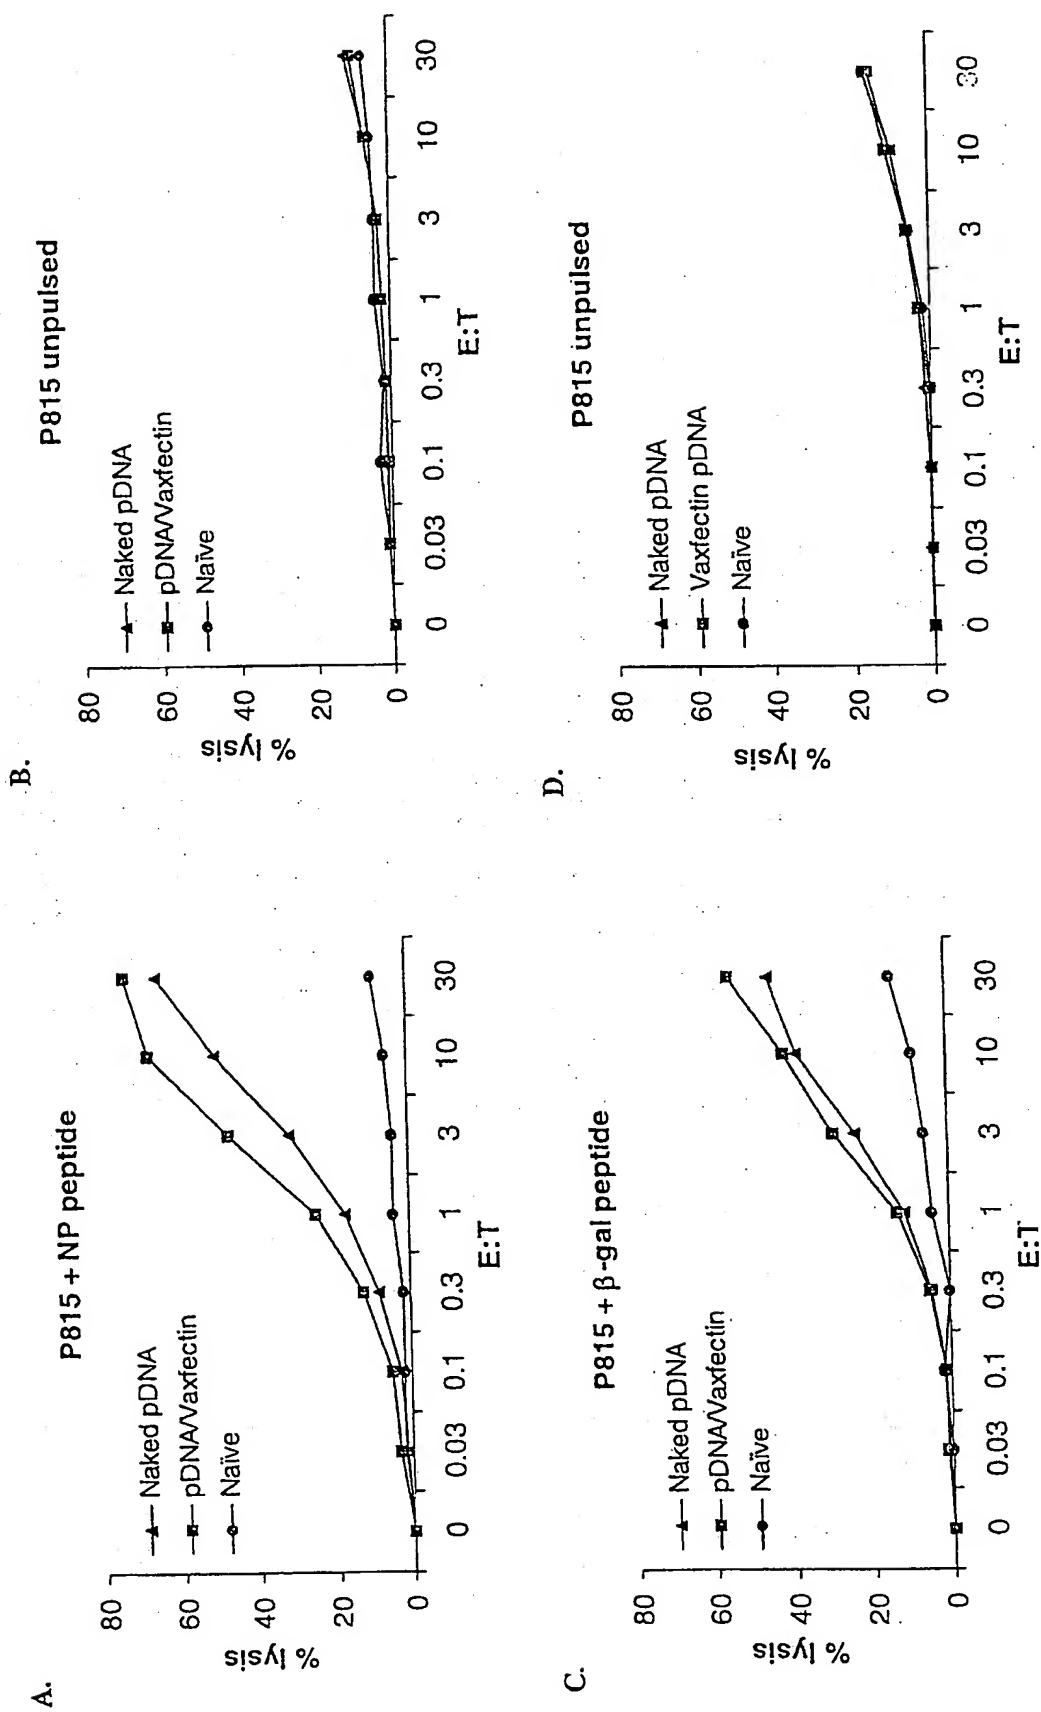 A.
P815 + NP peptide
Naked pDNA
pDNA/Vaxfectin
Naïve
% lysis
80
60
40
20
0
0 0.03 0.1 0.3 1 3 10 30
E:T
B.
P815 unpulsed
Naked pDNA
pDNA/Vaxfectin
Naïve
% lysis
80
60
40
20
0
0 0.03 0.1 0.3 1 3 10 30
E:T
C.
P815 + β-gal peptide
Naked pDNA
pDNA/Vaxfectin
Naïve
% lysis
80
60
40
20
0
0 0.03 0.1 0.3 1 3 10 30
E:T
D.
P815 unpulsed
Naked pDNA
Vaxfectin pDNA
Naïve
% lysis
80
60
40
20
0
0 0.03 0.1 0.3 1 3 10 30
E:T